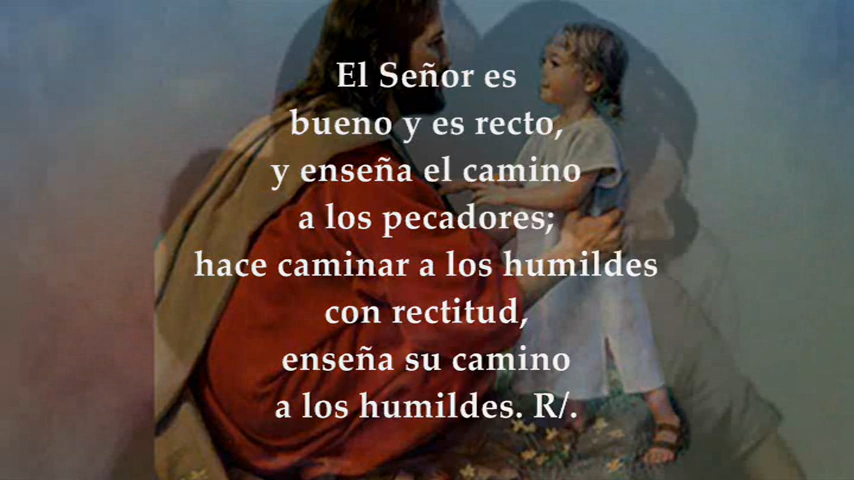 El Señor es
bueno y es recto,
y enseña el camino
a los pecadores;
hace caminar a los humildes
con rectitud,
enseña su camino
a los humildes. R/.